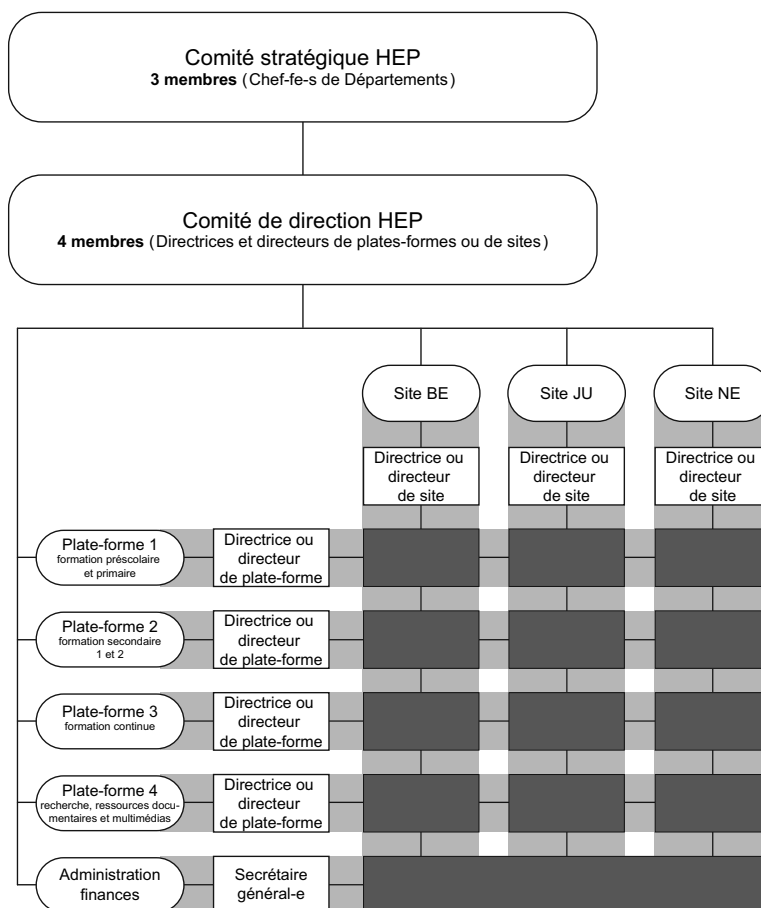 Comité stratégique HEP
3 membres (Chef-fe-s de Départements)
Comité de direction HEP
4 membres (Directrices et directeurs de plates-formes ou de sites)
Site BE
Site JU
Site NE
Directrice ou
directeur
de site
Directrice ou
directeur
de site
Directrice ou
directeur
de site
Plate-forme 1
formation préscolaire
et primaire
Directrice ou
directeur
de plate-forme
Plate-forme 2
formation secondaire
1 et 2
Directrice ou
directeur
de plate-forme
Plate-forme 3
formation continue
Directrice ou
directeur
de plate-forme
Plate-forme 4
recherche, ressources docu-
mentaires et multimédias
Directrice ou
directeur
de plate-forme
Administration
finances
Secrétaire
général-e